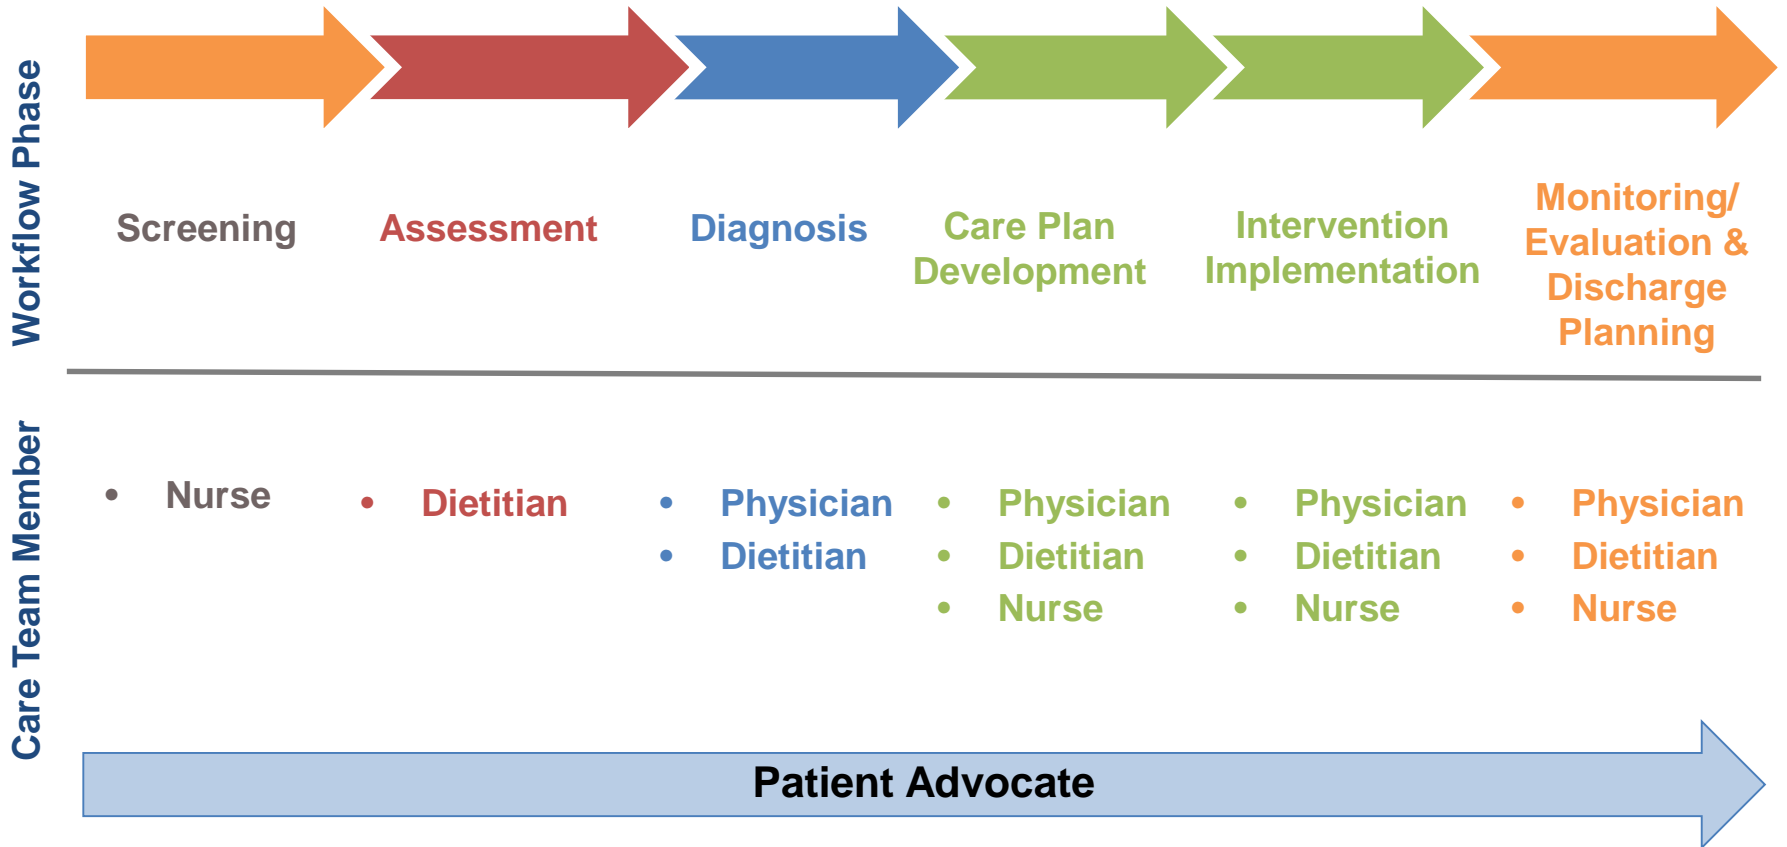 Workflow Phase
Screening
Assessment
Diagnosis
Care Plan
Development
Intervention
Implementation
Monitoring/
Evaluation &
Discharge
Planning
Care Team Member
• Nurse
• Dietitian
• Physician
• Dietitian
• Physician
• Dietitian
• Nurse
• Physician
• Dietitian
• Nurse
• Physician
• Dietitian
• Nurse
Patient Advocate